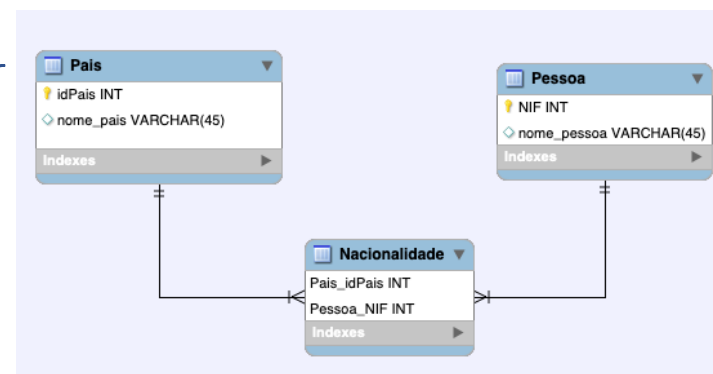 Pais
idPais INT
nome_pais VARCHAR(45)
Indexes
Pessoa
NIF INT
nome_pessoa VARCHAR(45)
Indexes
Nacionalidade
Pais_idPais INT
Pessoa_NIF INT
Indexes